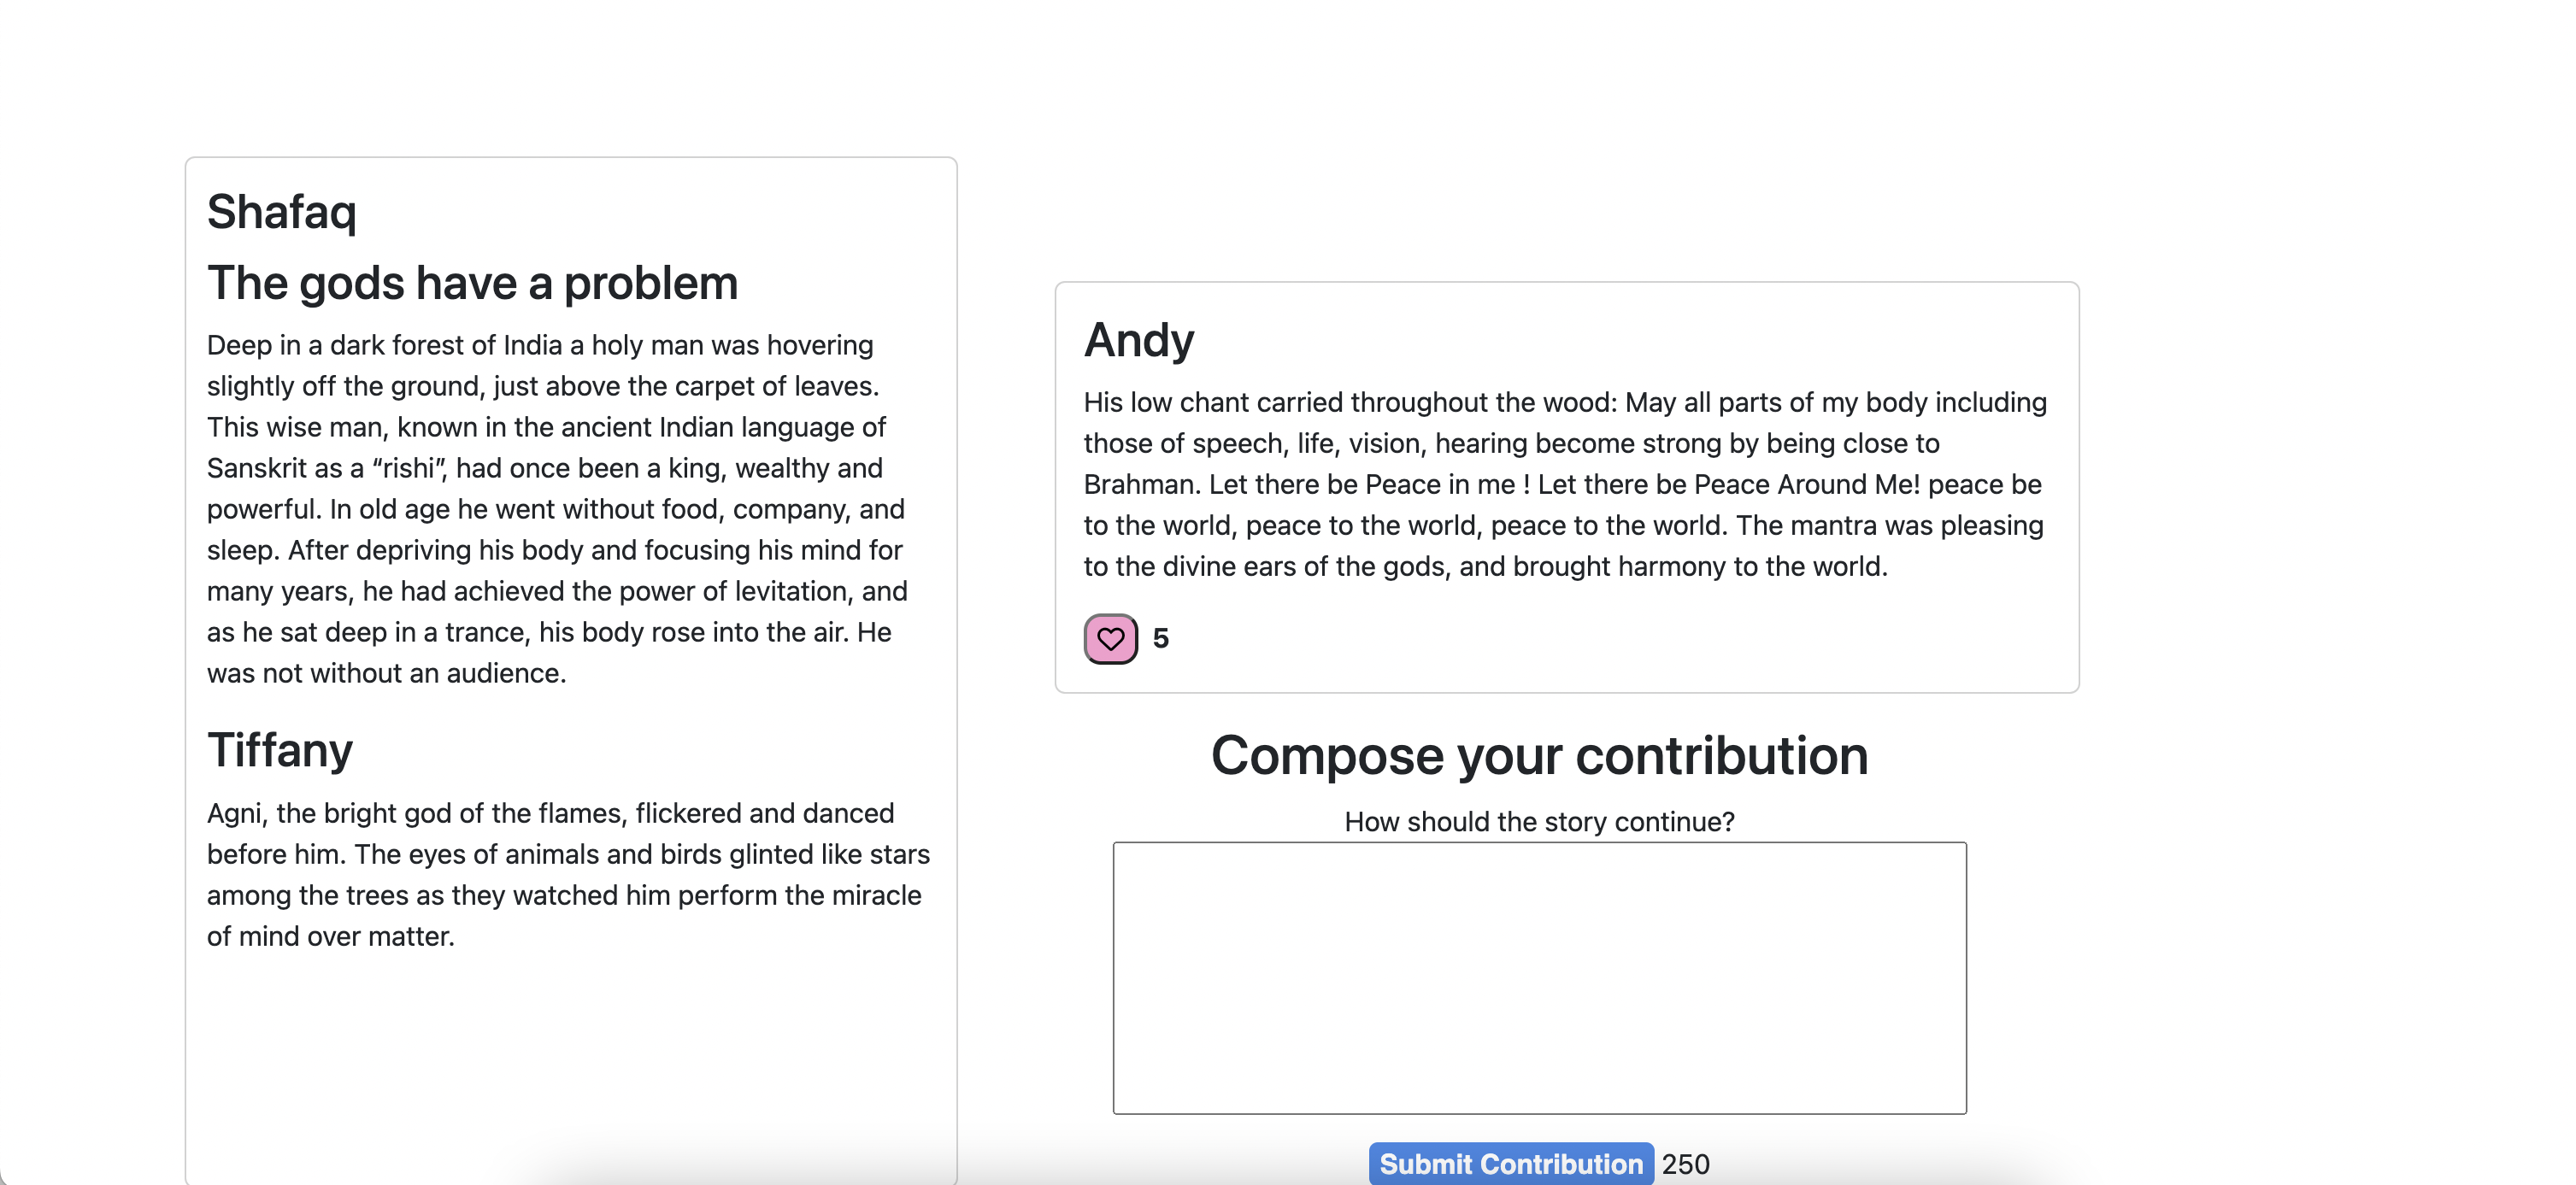 Shafaq
The gods have a problem
Deep in a dark forest of India a holy man was hovering
slightly off the ground, just above the carpet of leaves.
This wise man, known in the ancient Indian language of
Sanskrit as a “rishi”, had once been a king, wealthy and
powerful. In old age he went without food, company, and
sleep. After depriving his body and focusing his mind for
many years, he had achieved the power of levitation, and
as he sat deep in a trance, his body rose into the air. He
was not without an audience.
Tiffany
Agni, the bright god of the flames, flickered and danced
before him. The eyes of animals and birds glinted like stars
among the trees as they watched him perform the miracle
of mind over matter.
Andy
His low chant carried throughout the wood: May all parts of my body including
those of speech, life, vision, hearing become strong by being close to
Brahman. Let there be Peace in me ! Let there be Peace Around Me! peace be
to the world, peace to the world, peace to the world. The mantra was pleasing
to the divine ears of the gods, and brought harmony to the world.
5
Compose your contribution
How should the story continue?
Submit Contribution 250